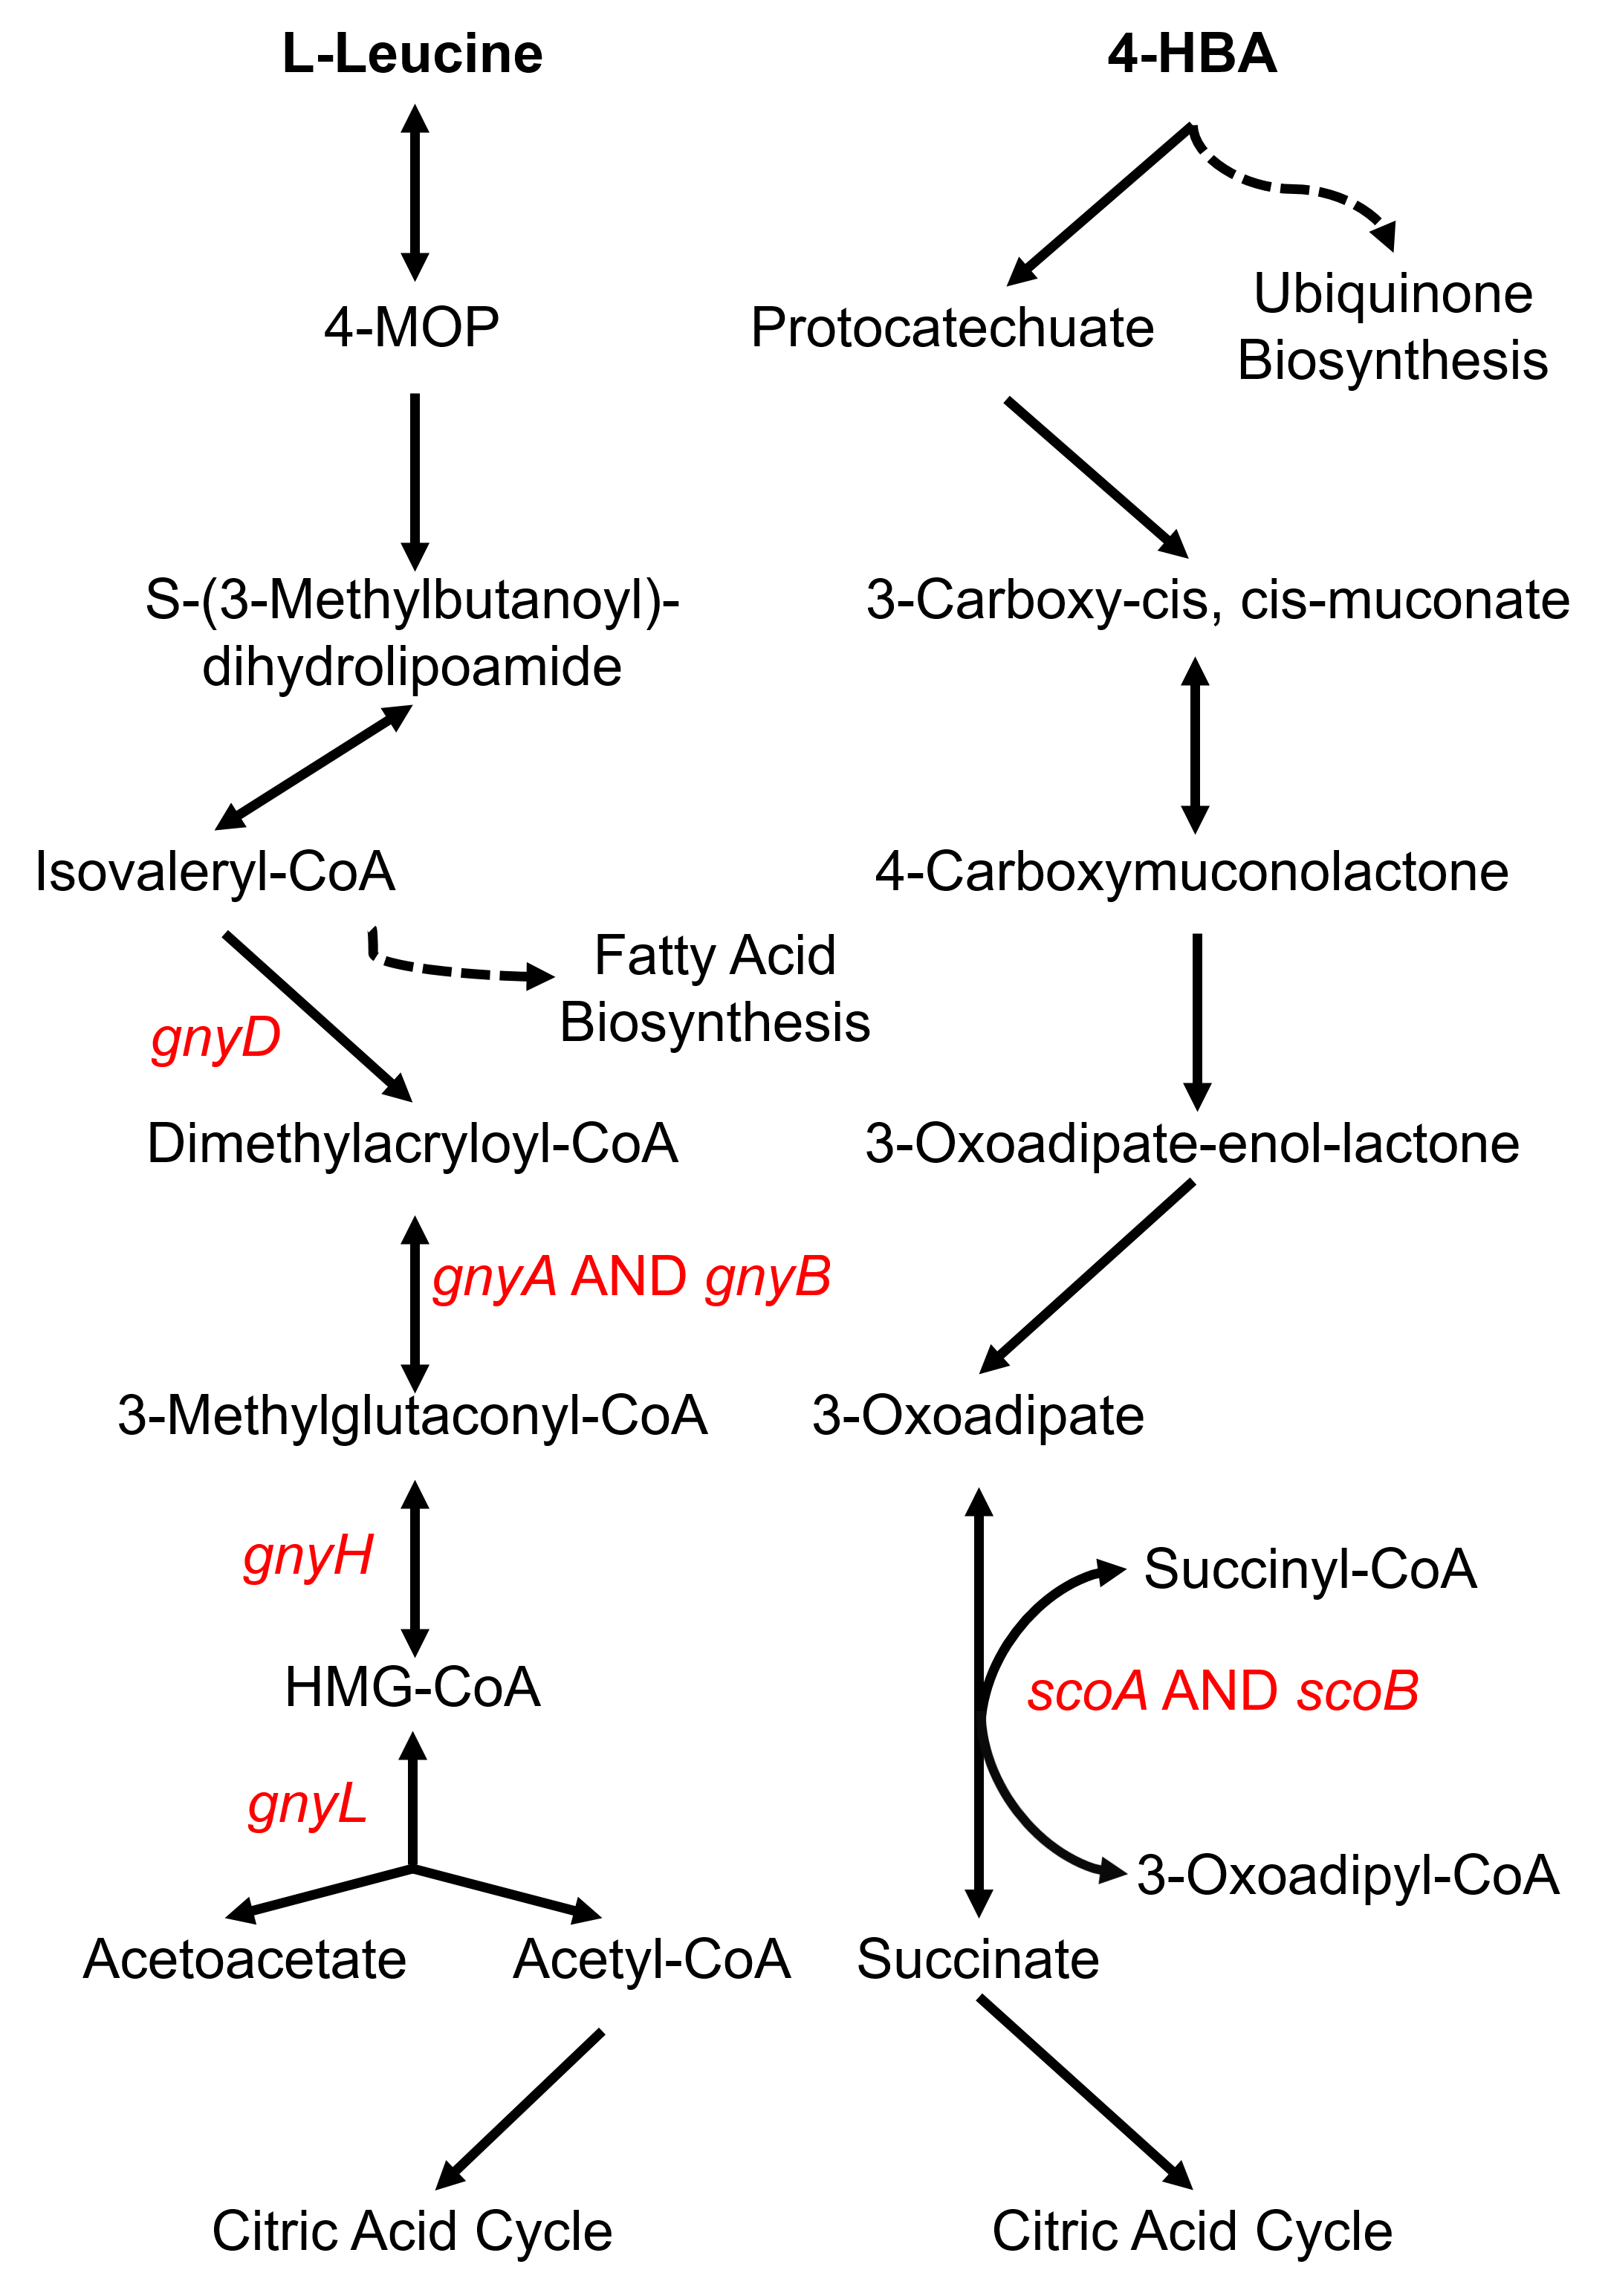 L-Leucine
4-HBA
4-MOP
Protocatechuate
Ubiquinone
Biosynthesis
S-(3-Methylbutanoyl)-
dihydrolipoamide
3-Carboxy-cis, cis-muconate
Isovaleryl-CoA
4-Carboxymuconolactone
Fatty Acid
Biosynthesis
gnyD
Dimethylacryloyl-CoA
3-Oxoadipate-enol-lactone
gnyA AND gnyB
3-Methylglutaconyl-CoA
3-Oxoadipate
gnyH
Succinyl-CoA
HMG-CoA
scoA AND scoB
gnyL
3-Oxoadipyl-CoA
Acetoacetate
Acetyl-CoA
Succinate
Citric Acid Cycle
Citric Acid Cycle